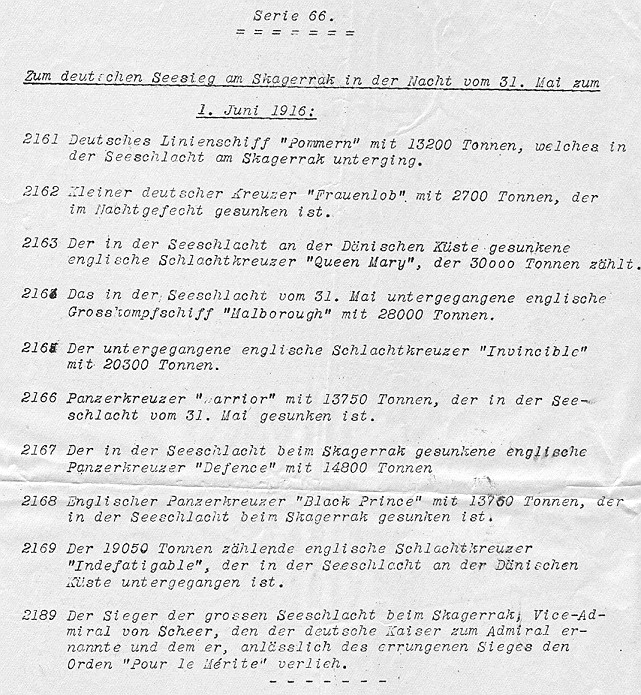 Serie 66.
= = = = = = =
Zum deutschen Seesieg am Skagerrak in der Nacht vom 31. Mai zum
1. Juni 1916:
2161 Deutsches Linienschiff "Pommern" mit 13200 Tonnen, welches in
der Seeschlacht am Skagerrak unterging.
2162 Kleiner deutscher Kreuzer "Frauenlob" mit 2700 Tonnen, der
im Nachtgefecht gesunken ist.
2163 Der in der Seeschlacht an der Dänischen Küste gesunkene
englische Schlachtkreuzer "Queen Mary", der 30ooo Tonnen zählt.
2164 Das in der Seeschlacht vom 31. Mai untergegangene englische
Grosskampfschiff "Malborough" mit 28000 Tonnen.
2165 Der untergegangene englische Schlachtkreuzer "Invincible"
mit 20300 Tonnen.
2166 Panzerkreuzer "Warrior" mit 13750 Tonnen, der in der See-
schlacht vom 31. Mai gesunken ist.
2167 Der in der Seeschlacht beim Skagerrak gesunkene englische
Panzerkreuzer "Defence" mit 14800 Tonnen
2168 Englischer Panzerkreuzer "Black Prince" mit 13760 Tonnen, der
in der Seeschlacht beim Skagerrak gesunken ist.
2169 Der 19050 Tonnen zählende englische Schlachtkreuzer
"Indefatigable", der in der Seeschlacht an der Dänischen
Küste untergegangen ist.
2189 Der Sieger der grossen Seeschlacht beim Skagerrak, Vice-Ad-
miral von Scheer, den der deutsche Kaiser zum Admiral er-
nannte und dem er, anlässlich des errungenen Sieges den
Orden "Pour le Mérite" verlieh.
- - - - - - -